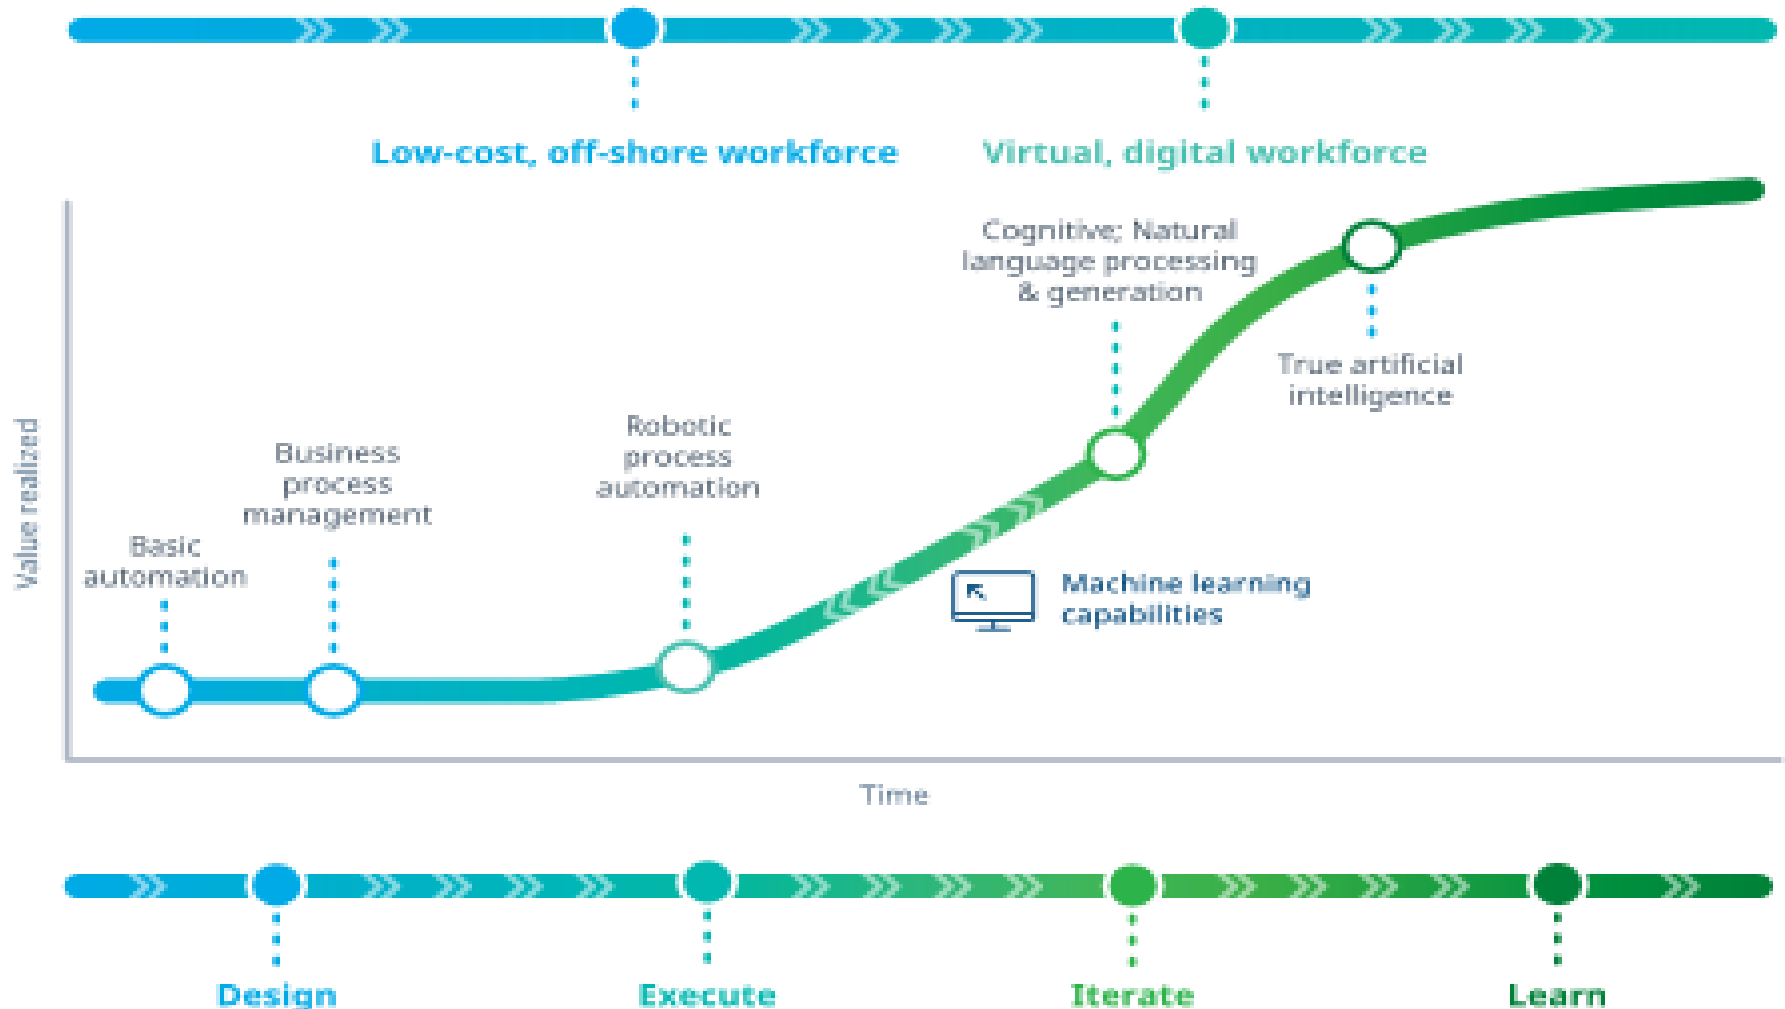 Low-cost, off-shore workforce
Virtual, digital workforce
Cognitive; Natural
language processing
& generation
True artificial
intelligence
Robotic
process
automation
Business
process
management
Basic
automation
Machine learning
capabilities
Value realized
Time
Design
Execute
Iterate
Learn